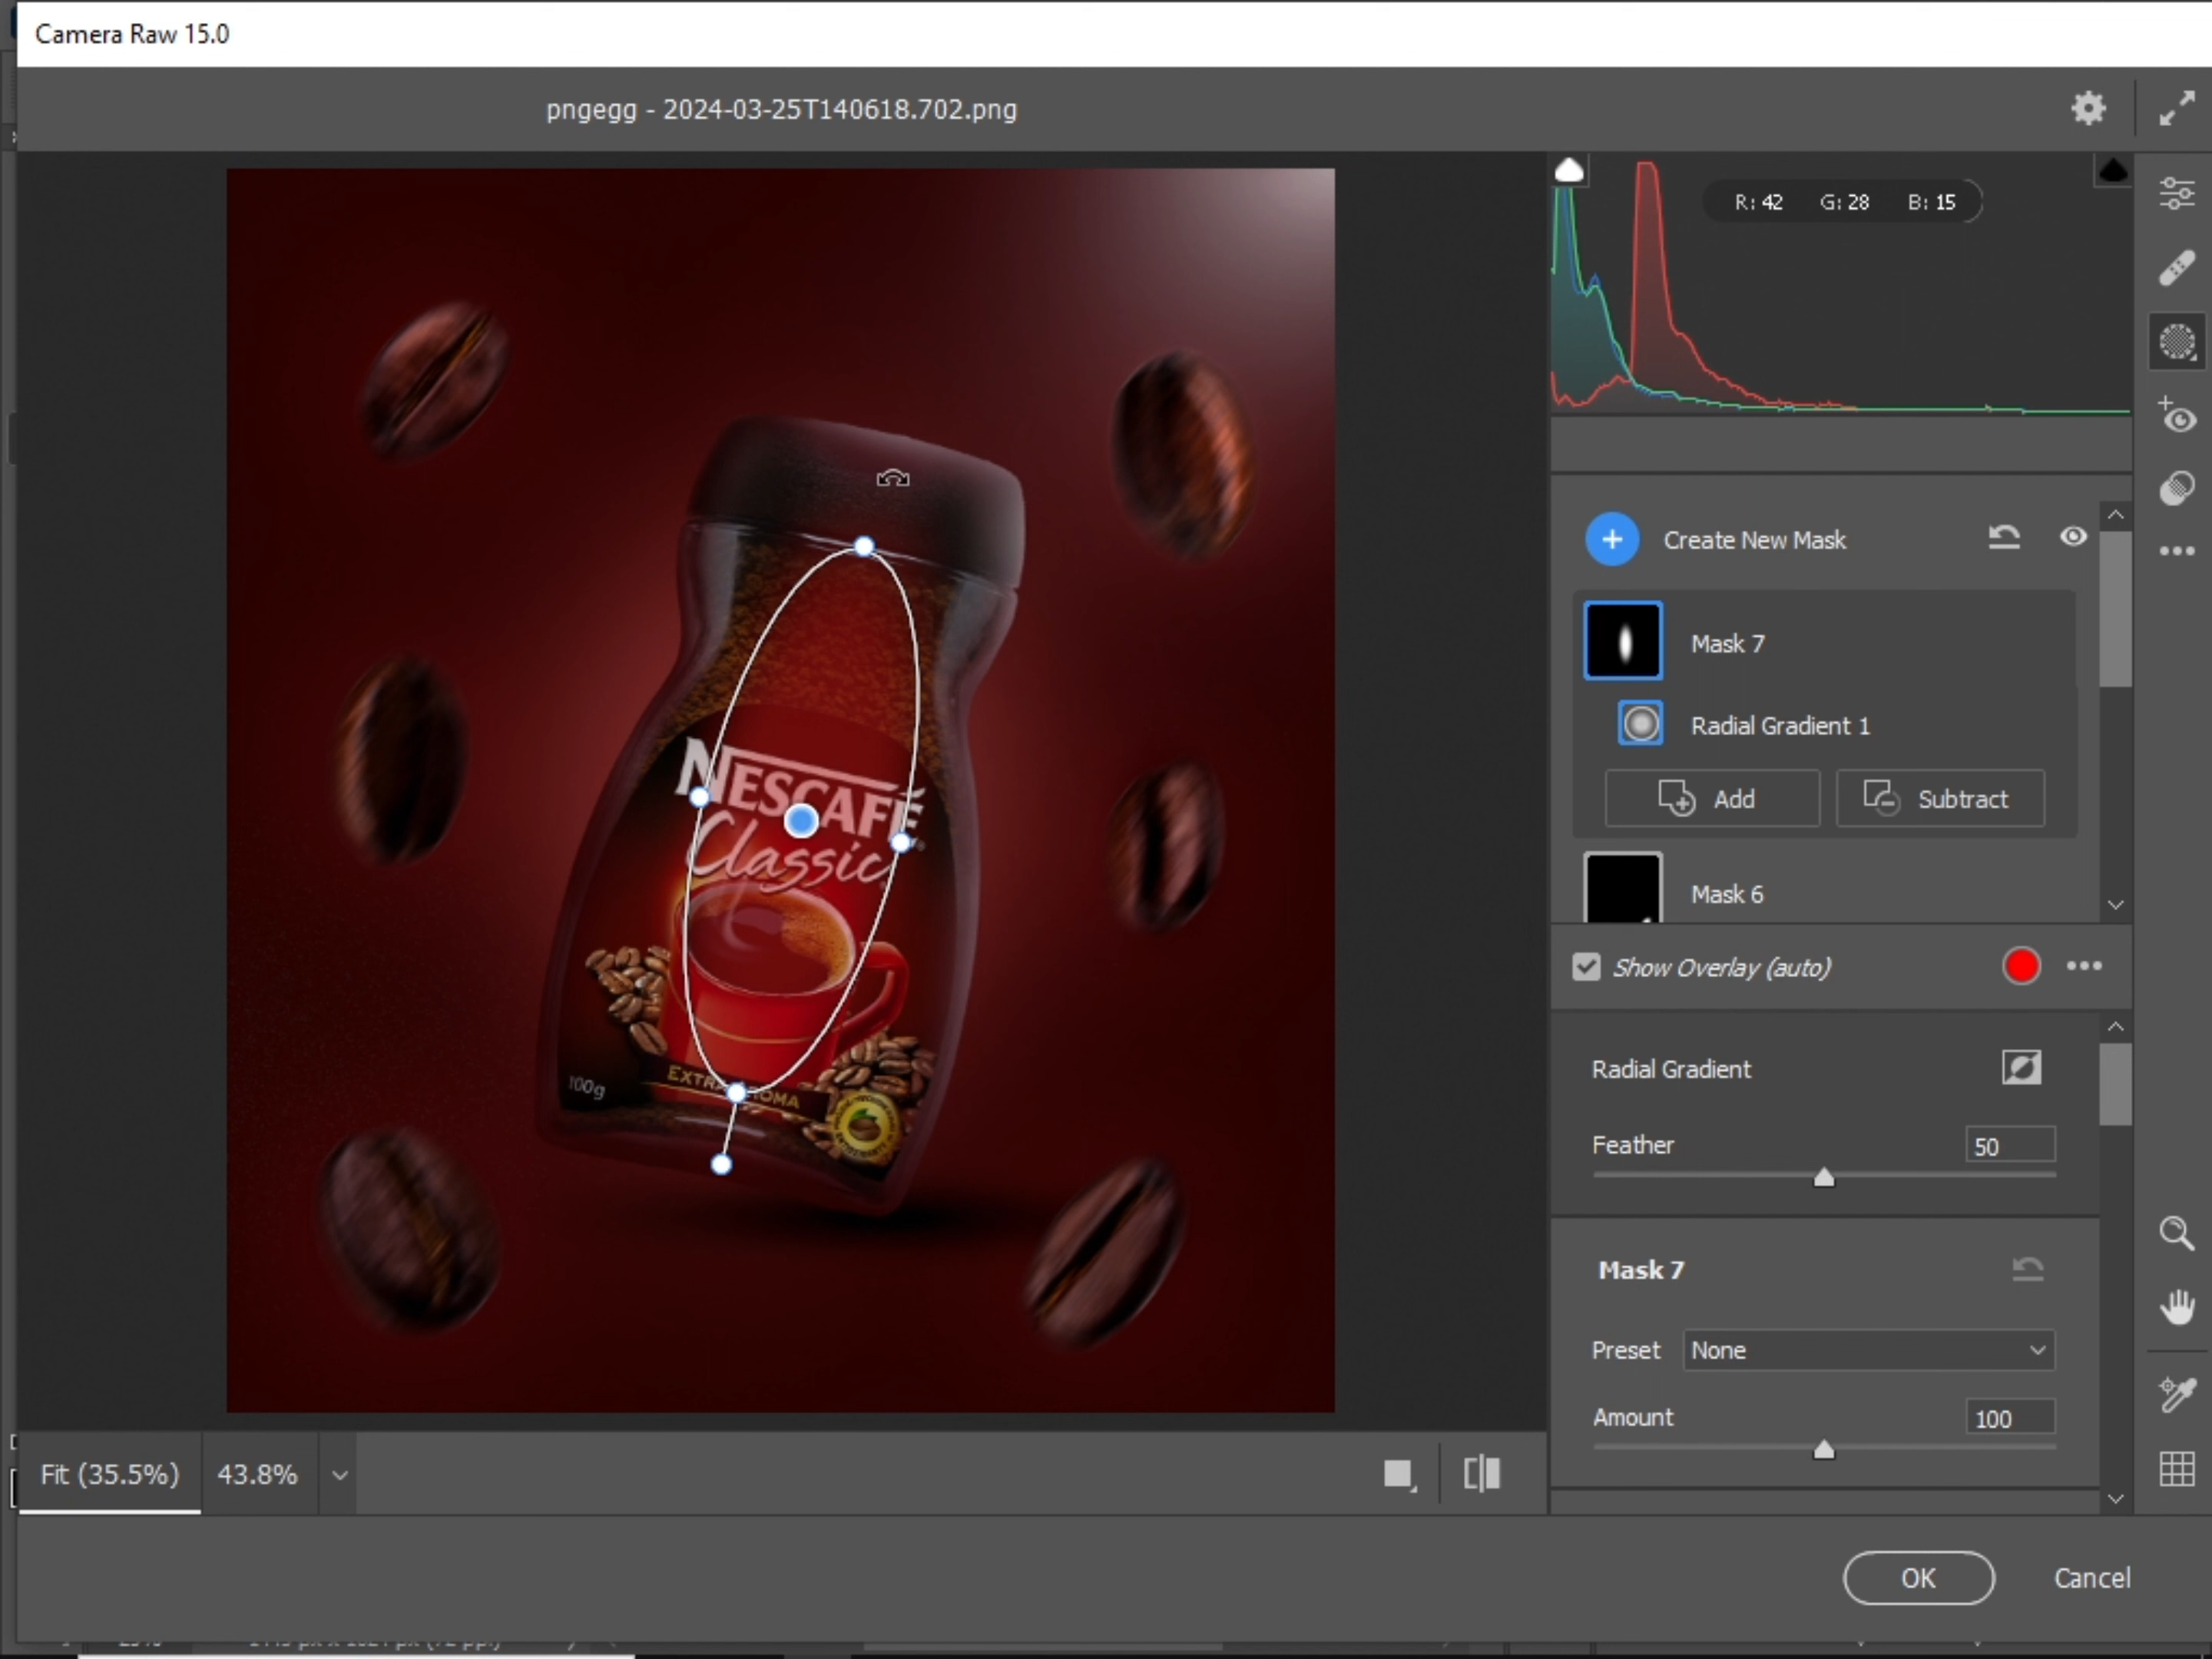 Camera Raw 15.0
pngegg - 2024-03-25T140618.702.png
R: 42 G: 28 B: 15
Create New Mask
Mask 7
Radial Gradient 1
Add Subtract
Mask 6
Show Overlay (auto)
Radial Gradient
Feather 50
Mask 7
Preset None
Amount 100
NESCAFÉ
Classic
EXTRA AROMA
100g
Fit (35.5%) 43.8%
OK Cancel